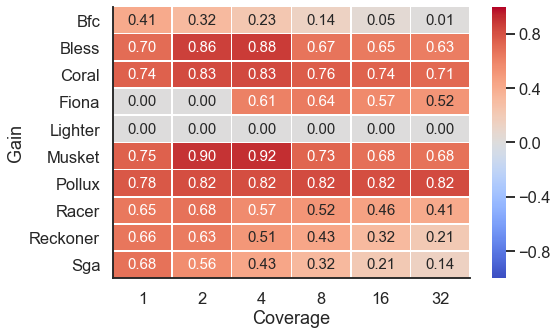 Bfc 0.41 0.32 0.23 0.14 0.05 0.01
Bless 0.70 0.86 0.88 0.67 0.65 0.63
Coral 0.74 0.83 0.83 0.76 0.74 0.71
Fiona 0.00 0.00 0.61 0.64 0.57 0.52
Lighter 0.00 0.00 0.00 0.00 0.00 0.00
Musket 0.75 0.90 0.92 0.73 0.68 0.68
Pollux 0.78 0.82 0.82 0.82 0.82 0.82
Racer 0.65 0.68 0.57 0.52 0.46 0.41
Reckoner 0.66 0.63 0.51 0.43 0.32 0.21
Sga 0.68 0.56 0.43 0.32 0.21 0.14
1 2 4 8 16 32
Coverage
Gain
0.8
0.4
0.0
−0.4
−0.8